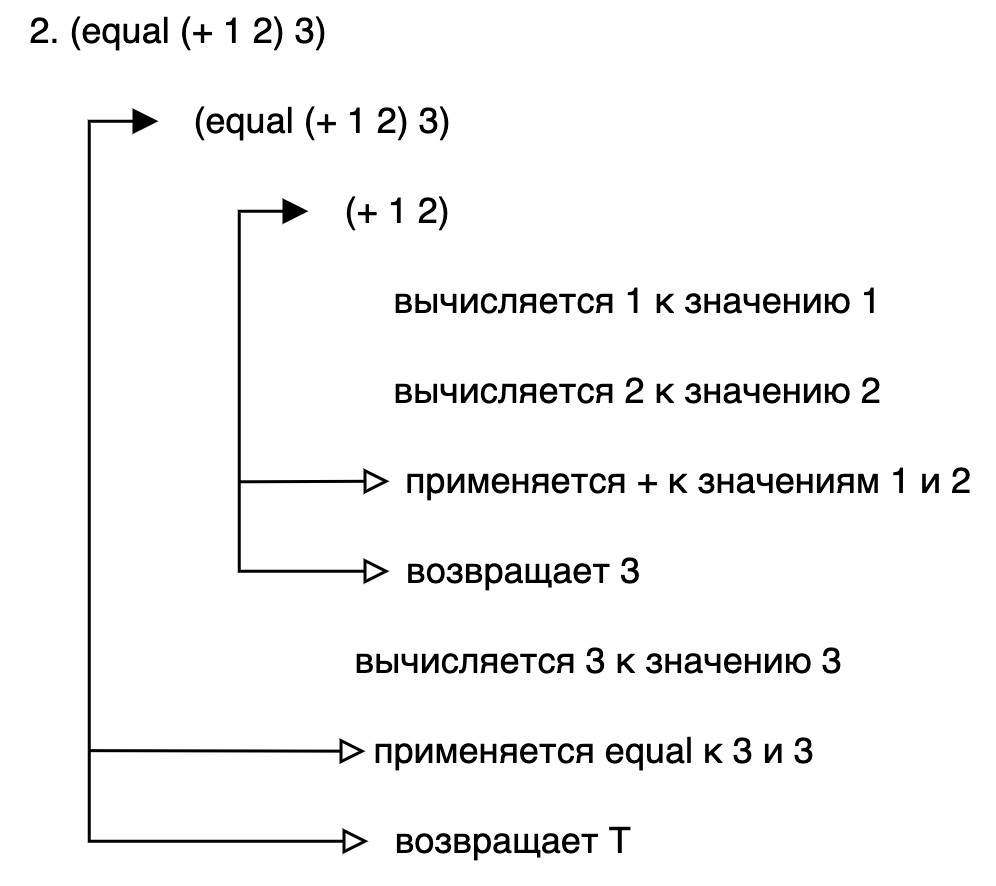 2. (equal (+ 1 2) 3)
(equal (+ 1 2) 3)
(+ 1 2)
вычисляется 1 к значению 1
вычисляется 2 к значению 2
применяется + к значениям 1 и 2
возвращает 3
вычисляется 3 к значению 3
применяется equal к 3 и 3
возвращает T